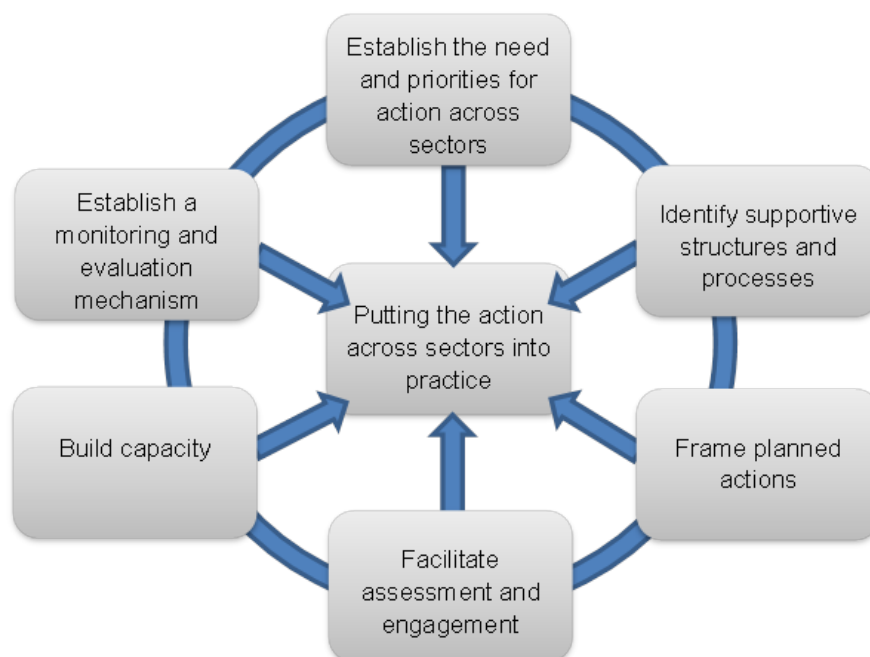 Establish the need
and priorities for
action across
sectors
Identify supportive
structures and
processes
Frame planned
actions
Facilitate
assessment and
engagement
Build capacity
Establish a
monitoring and
evaluation
mechanism
Putting the action
across sectors into
practice